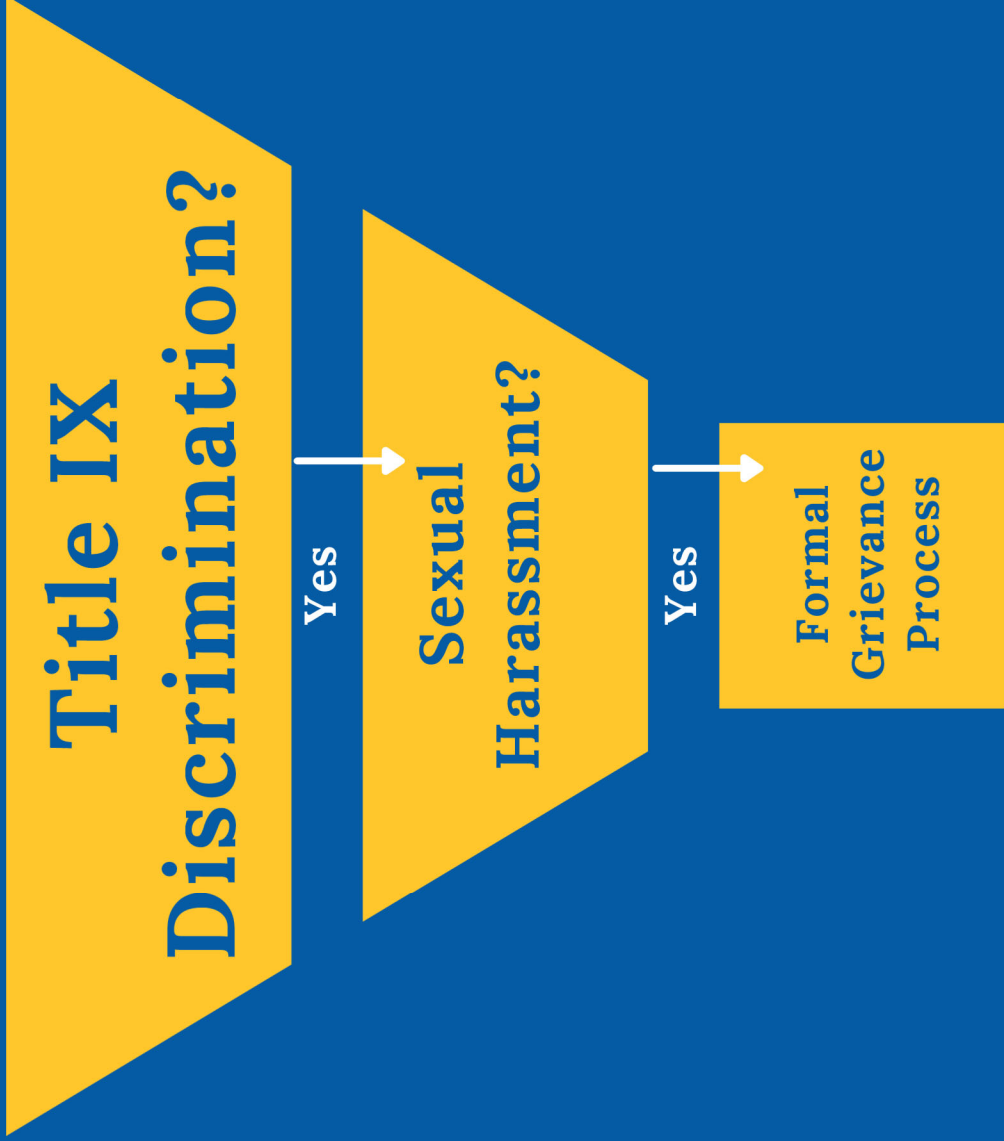 Title IX
Discrimination?
Yes
Sexual
Harassment?
Yes
Formal
Grievance
Process